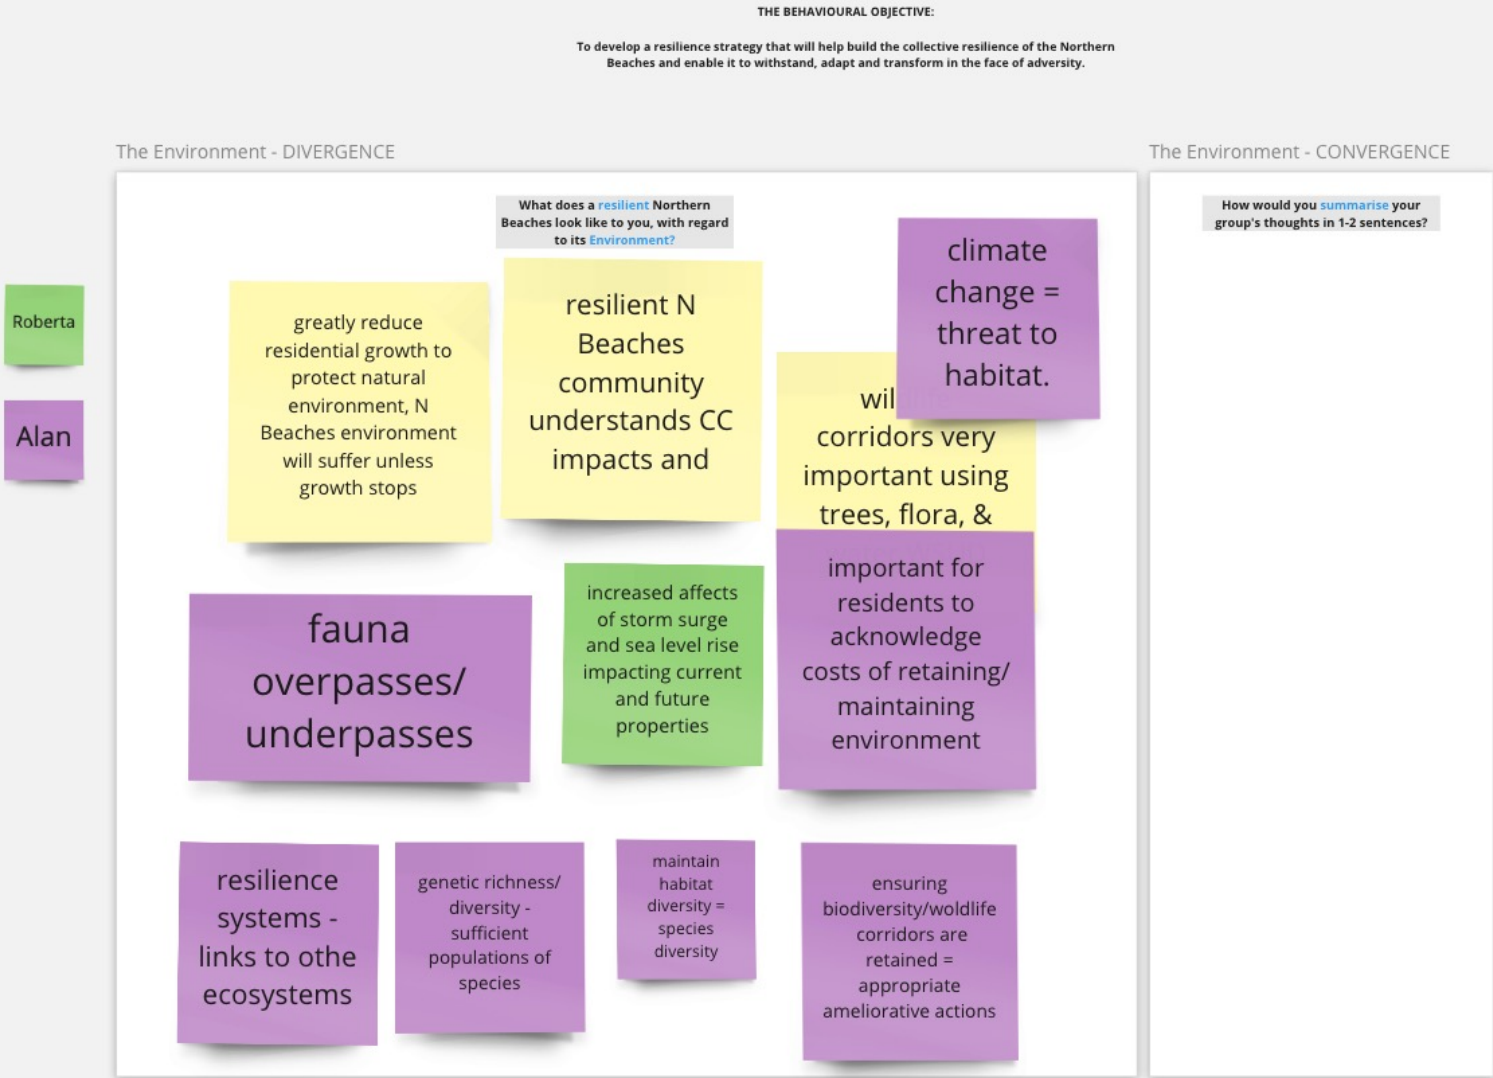 THE BEHAVIOURAL OBJECTIVE:
To develop a resilience strategy that will help build the collective resilience of the Northern
Beaches and enable it to withstand, adapt and transform in the face of adversity.
The Environment - DIVERGENCE
The Environment - CONVERGENCE
What does a resilient Northern
Beaches look like to you, with regard
to its Environment?
How would you summarise your
group's thoughts in 1-2 sentences?
Roberta
Alan
greatly reduce
residential growth to
protect natural
environment, N
Beaches environment
will suffer unless
growth stops
resilient N
Beaches
community
understands CC
impacts and
climate
change =
threat to
habitat.
corridors very
important using
trees, flora, &
fauna
overpasses/
underpasses
increased affects
of storm surge
and sea level rise
impacting current
and future
properties
important for
residents to
acknowledge
costs of retaining/
maintaining
environment
resilience
systems -
links to othe
ecosystems
genetic richness/
diversity -
sufficient
populations of
species
maintain
habitat
diversity =
species
diversity
ensuring
biodiversity/woldlife
corridors are
retained =
appropriate
ameliorative actions